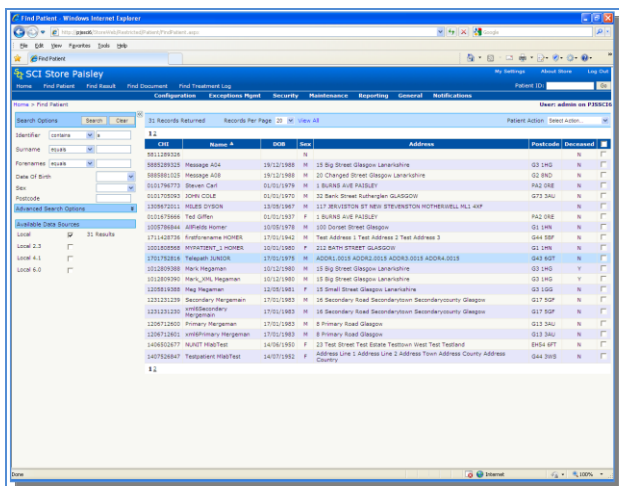 Find Patient - Windows Internet Explorer
File Edit View Favorites Tools Help
Find Patient
SCI Store Paisley
My Settings About Store Log Out
Home Find Patient Find Result Find Document Find Treatment Log
Patient ID: Go
Configuration Exceptions Mgmt Security Maintenance Reporting General Notifications
Home > Find Patient
User: admin on PJSSCI6
Search Options Search Clear
31 Records Returned Records Per Page 20 View All
Patient Action Select Action...
Identifier contains
Surname equals
Forenames equals
Date Of Birth
Sex
Postcode
Advanced Search Options
Available Data Sources
Local 31 Results
Local 2.3
Local 4.1
Local 6.0
1 2
CHI Name DOB Sex Address Postcode Deceased
5811289326 N N
5885289325 Message A04 19/12/1988 M 15 Big Street Glasgow Lanarkshire G3 1HG N
5885881025 Message A08 19/12/1988 M 20 Changed Street Glasgow Lanarkshire G2 8ND N
0101796773 Steven Carl 01/01/1979 M 1 BURNS AVE PAISLEY PA2 0RE N
0101705093 JOHN COLE 01/01/1970 M 32 Bank Street Rutherglen GLASGOW G73 3AU N
1305672011 MILES DYSON 13/05/1967 M 117 JERVISTON ST NEW STEVENSTON MOTHERWELL ML1 4XF N
0101675666 Ted Giffen 01/01/1937 F 1 BURNS AVE PAISLEY PA2 0RE N
1005786844 Allfields Homer 10/05/1978 M 100 Dorset Street Glasgow G1 1HN N
1711428736 firstforename HOMER 17/01/1942 M Test Address 1 Test Address 2 Test Address 3 G44 5BF N
1001805568 MYPATIENT_1 HOMER 10/01/1980 F 212 BATH STREET GLASGOW G1 1HN N
1701752816 Telepath JUNIOR 17/01/1975 M ADDR1.0015 ADDR2.0015 ADDR3.0015 ADDR4.0015 G43 6QT N
1012809388 Mark Megaman 10/12/1980 M 15 Big Street Glasgow Lanarkshire G3 1HG Y
1012809390 Mark_XML Megaman 10/12/1980 M 15 Big Street Glasgow Lanarkshire G3 1HG Y
1205819388 Meg Megaman 12/05/1981 F 15 Small Street Glasgow Lanarkshire G3 1GG N
1231231239 Secondary Mergemain 17/01/1983 M 16 Secondary Road Secondarytown Secondarycounty Glasgow G17 5GF N
1231231230 xml6Secondary Mergemain 17/01/1983 M 16 Secondary Road Secondarytown Secondarycounty Glasgow G17 5GF N
1206712600 Primary Mergemain 17/01/1983 M 8 Primary Road Glasgow G13 3AU N
1206712601 xml6Primary Mergemain 17/01/1983 M 8 Primary Road Glasgow G13 3AU N
1406502677 NUNIT MlabTest 14/06/1950 F 23 Test Street Test Estate Testtown West Test Testland EH54 6FT N
1407526847 Testpatient MlabTest 14/07/1952 F Address Line 1 Address Line 2 Address Town Address County Address Country G44 3WS N
1 2
Done Internet 100%